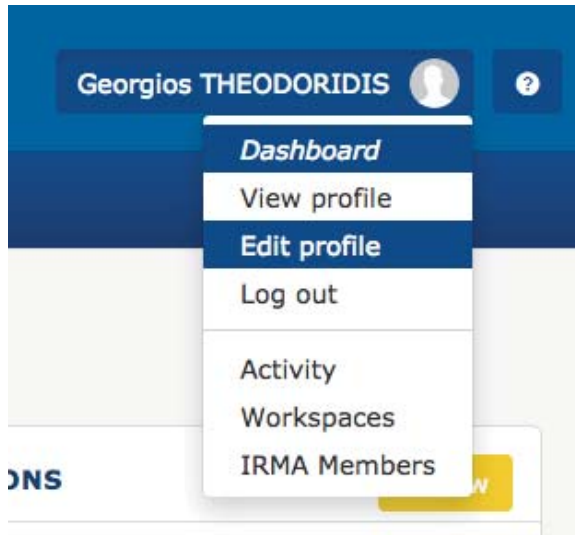 Georgios THEODORIDIS
?
Dashboard
View profile
Edit profile
Log out
Activity
Workspaces
IRMA Members